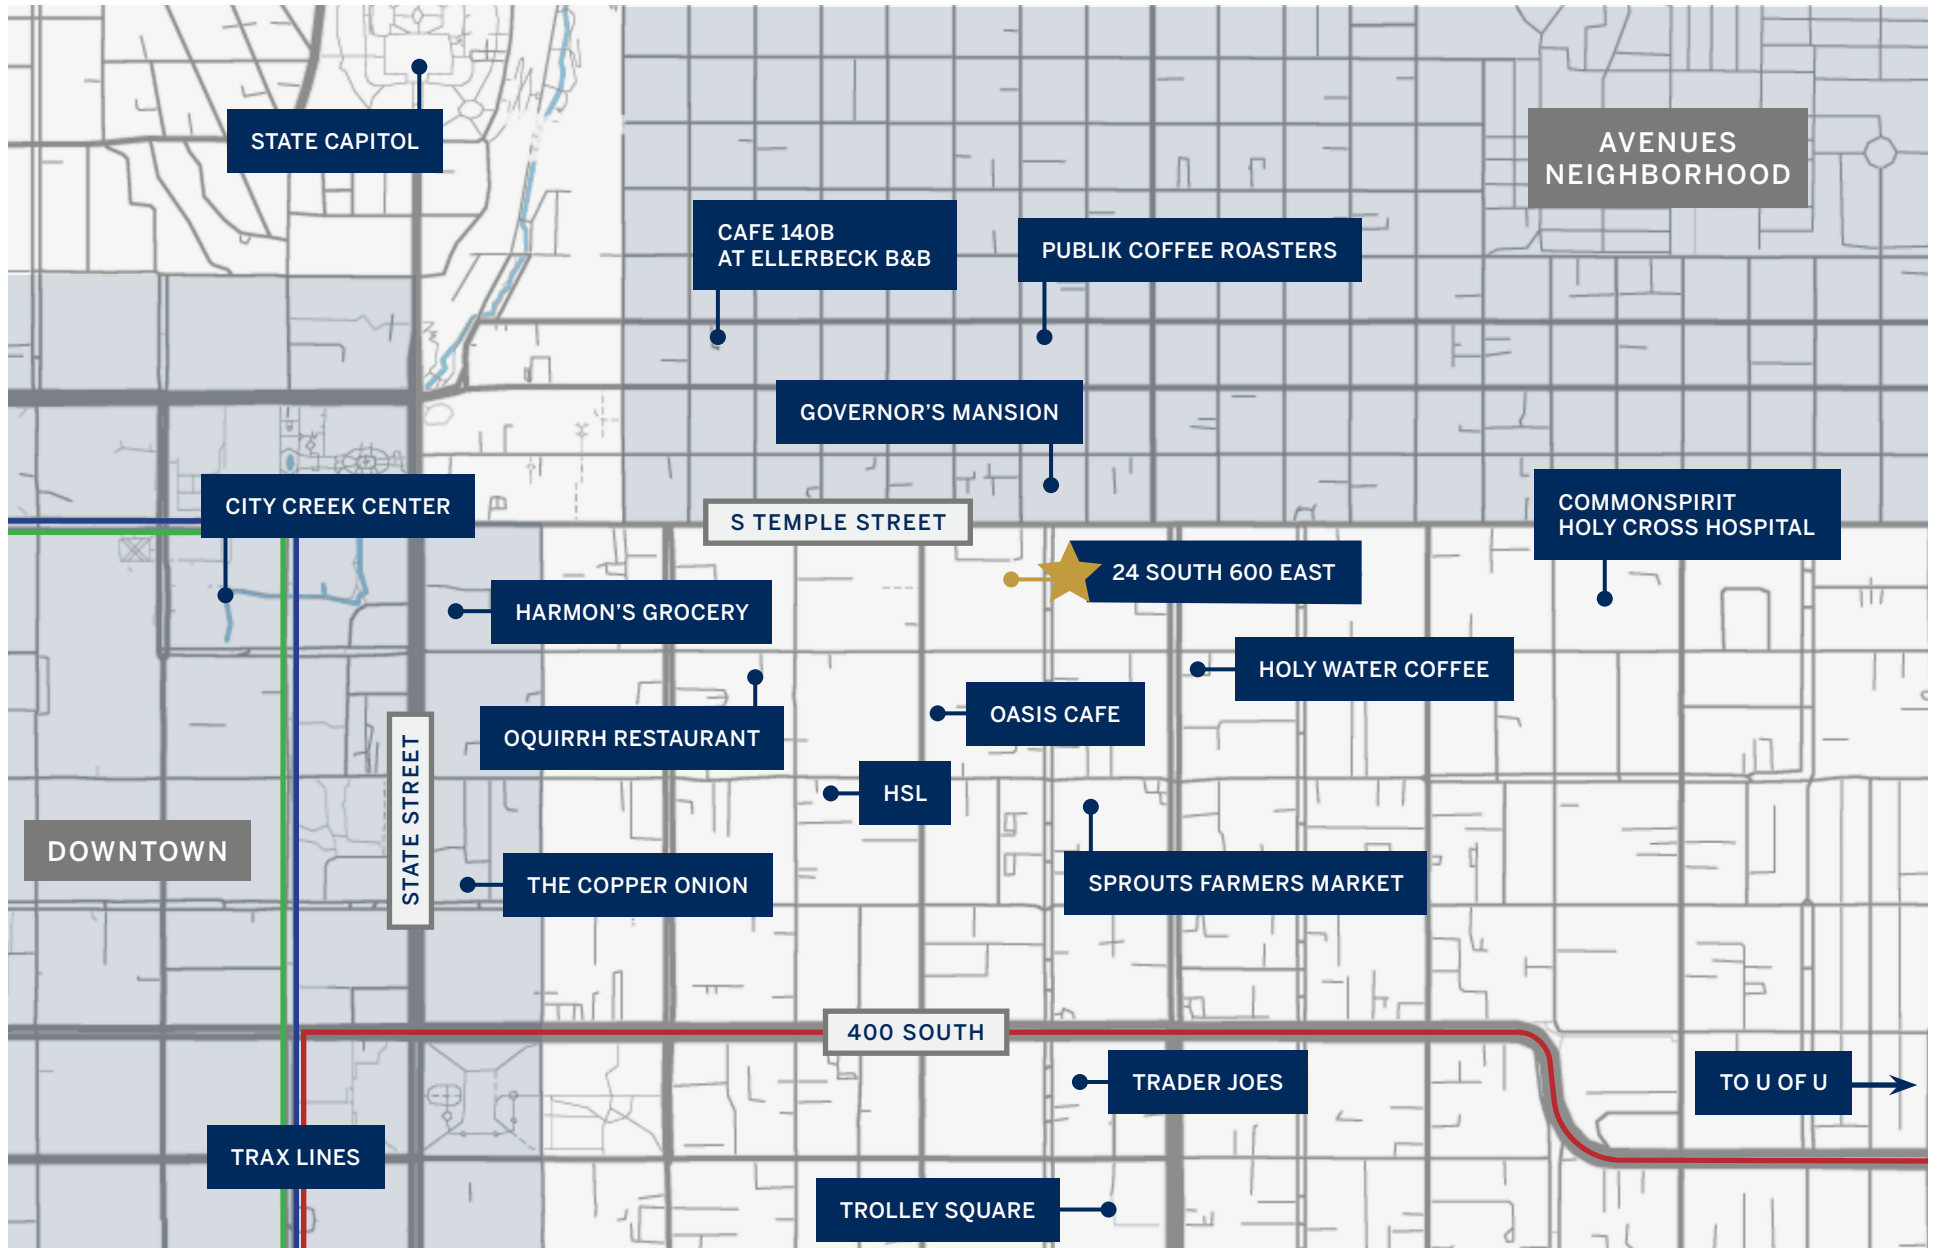 STATE CAPITOL
AVENUES
NEIGHBORHOOD
CAFE 140B
AT ELLERBECK B&B
PUBLIK COFFEE ROASTERS
GOVERNOR’S MANSION
CITY CREEK CENTER
S TEMPLE STREET
COMMONSPIRIT
HOLY CROSS HOSPITAL
24 SOUTH 600 EAST
HARMON’S GROCERY
HOLY WATER COFFEE
OASIS CAFE
OQUIRRH RESTAURANT
HSL
STATE STREET
DOWNTOWN
THE COPPER ONION
SPROUTS FARMERS MARKET
400 SOUTH
TRADER JOES
TO U OF U
TRAX LINES
TROLLEY SQUARE